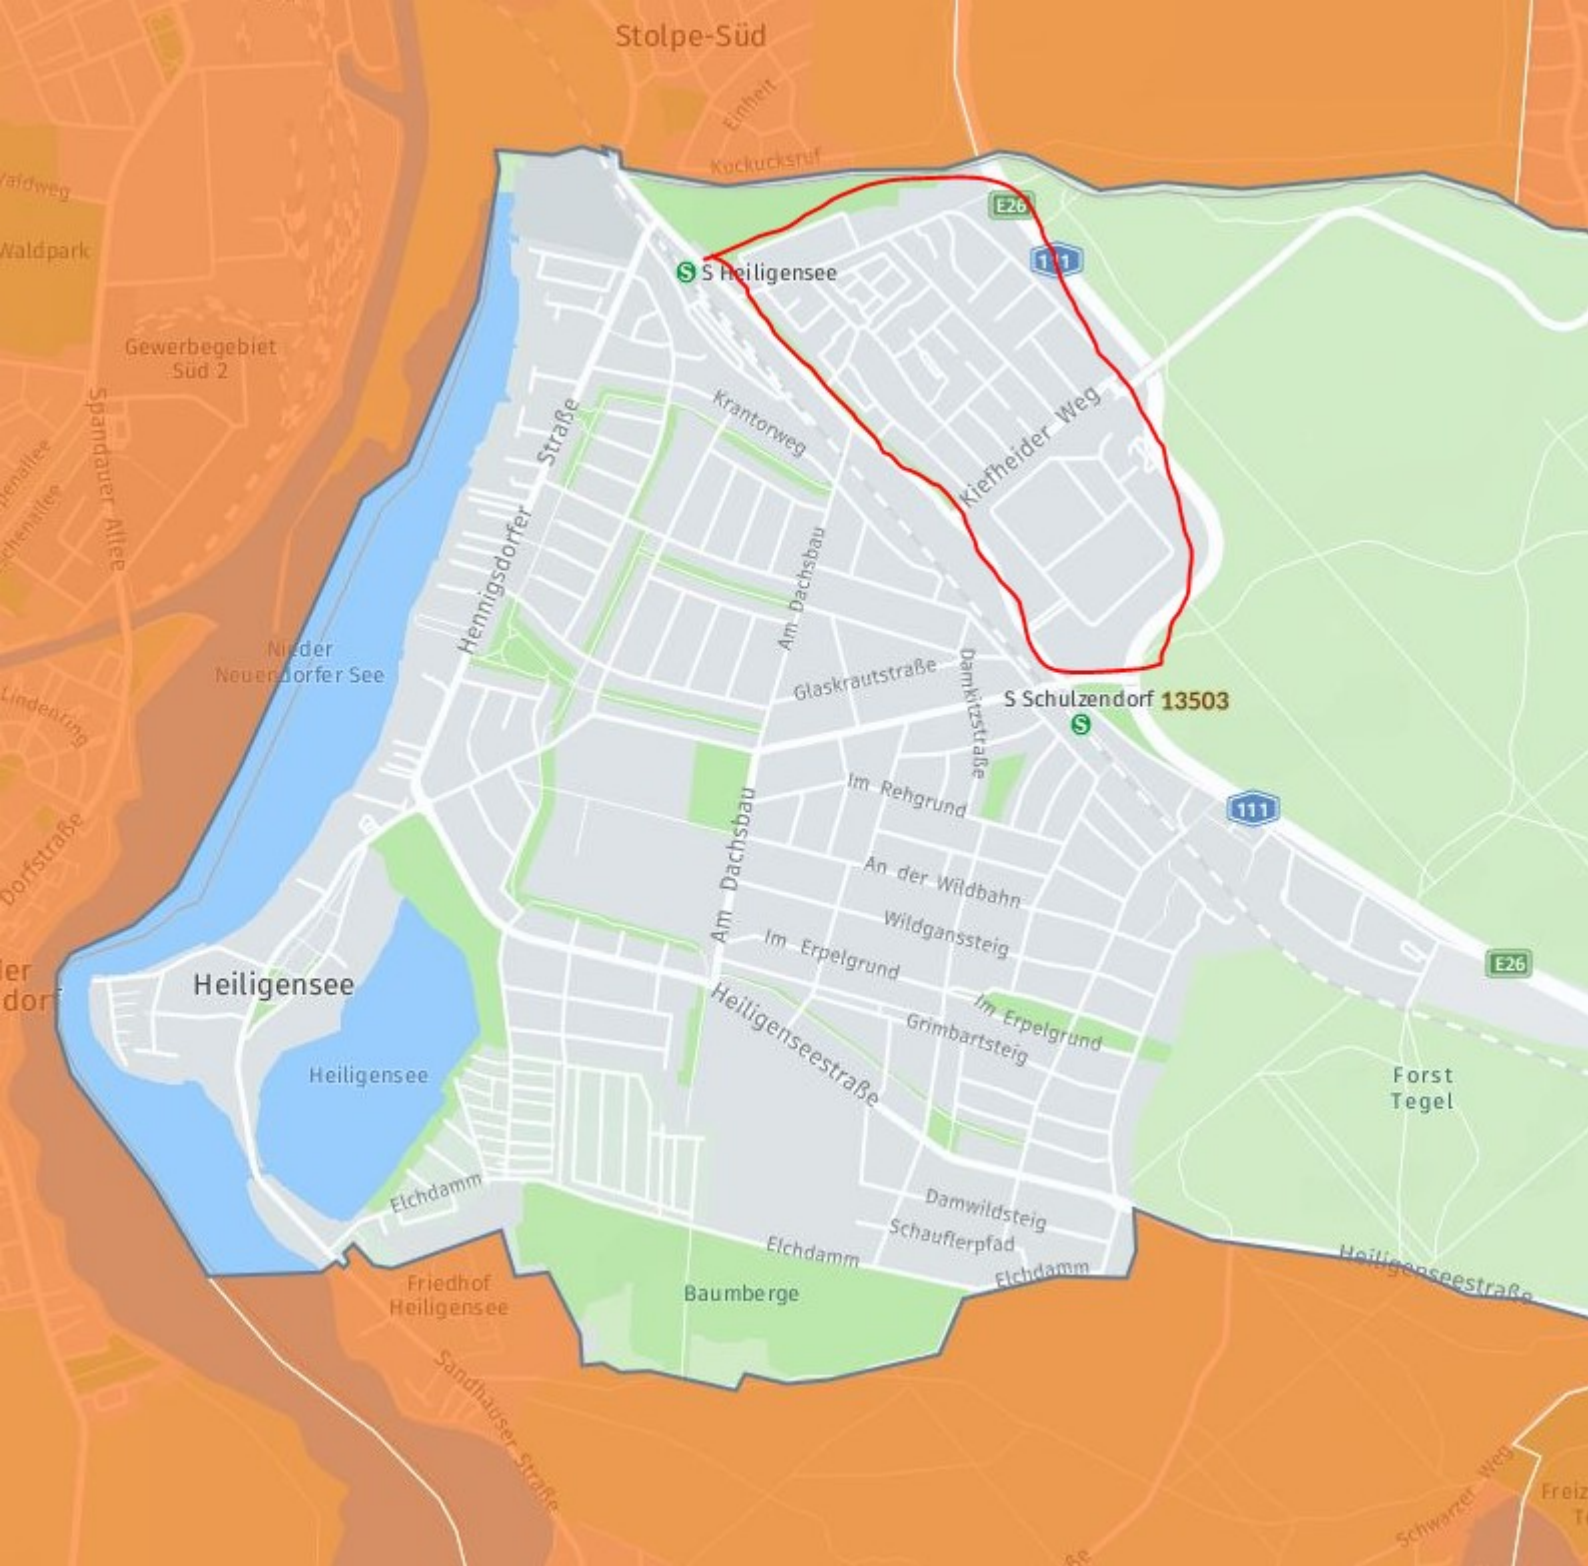 Stolpe-Süd
Einheit
Kuckucksruf
Waldpark
E26
111
S
S Heiligensee
Gewerbegebiet
Süd 2
Spandauer Allee
Krantorweg
Straße
Kiefheider Weg
Hennigsdorfer
Am Dachsbau
Nieder
Neuendorfer See
Lindenring
Glaskrautstraße
Damkitzstraße
S Schulzendorf
13503
S
Im Rehgrund
111
Dorfstraße
Am Dachsbau
An der Wildbahn
Wildganssteig
Im Erpelgrund
E26
Heiligensee
Im Erpelgrund
Grimbartsteig
Heiligenseestraße
Heiligensee
Forst
Tegel
Elchdamm
Damwildsteig
Schauflerpfad
Elchdamm
Elchdamm
Heiligenseestraße
Friedhof
Heiligensee
Baumberge
Sandhauser Straße
Schwarzer Weg